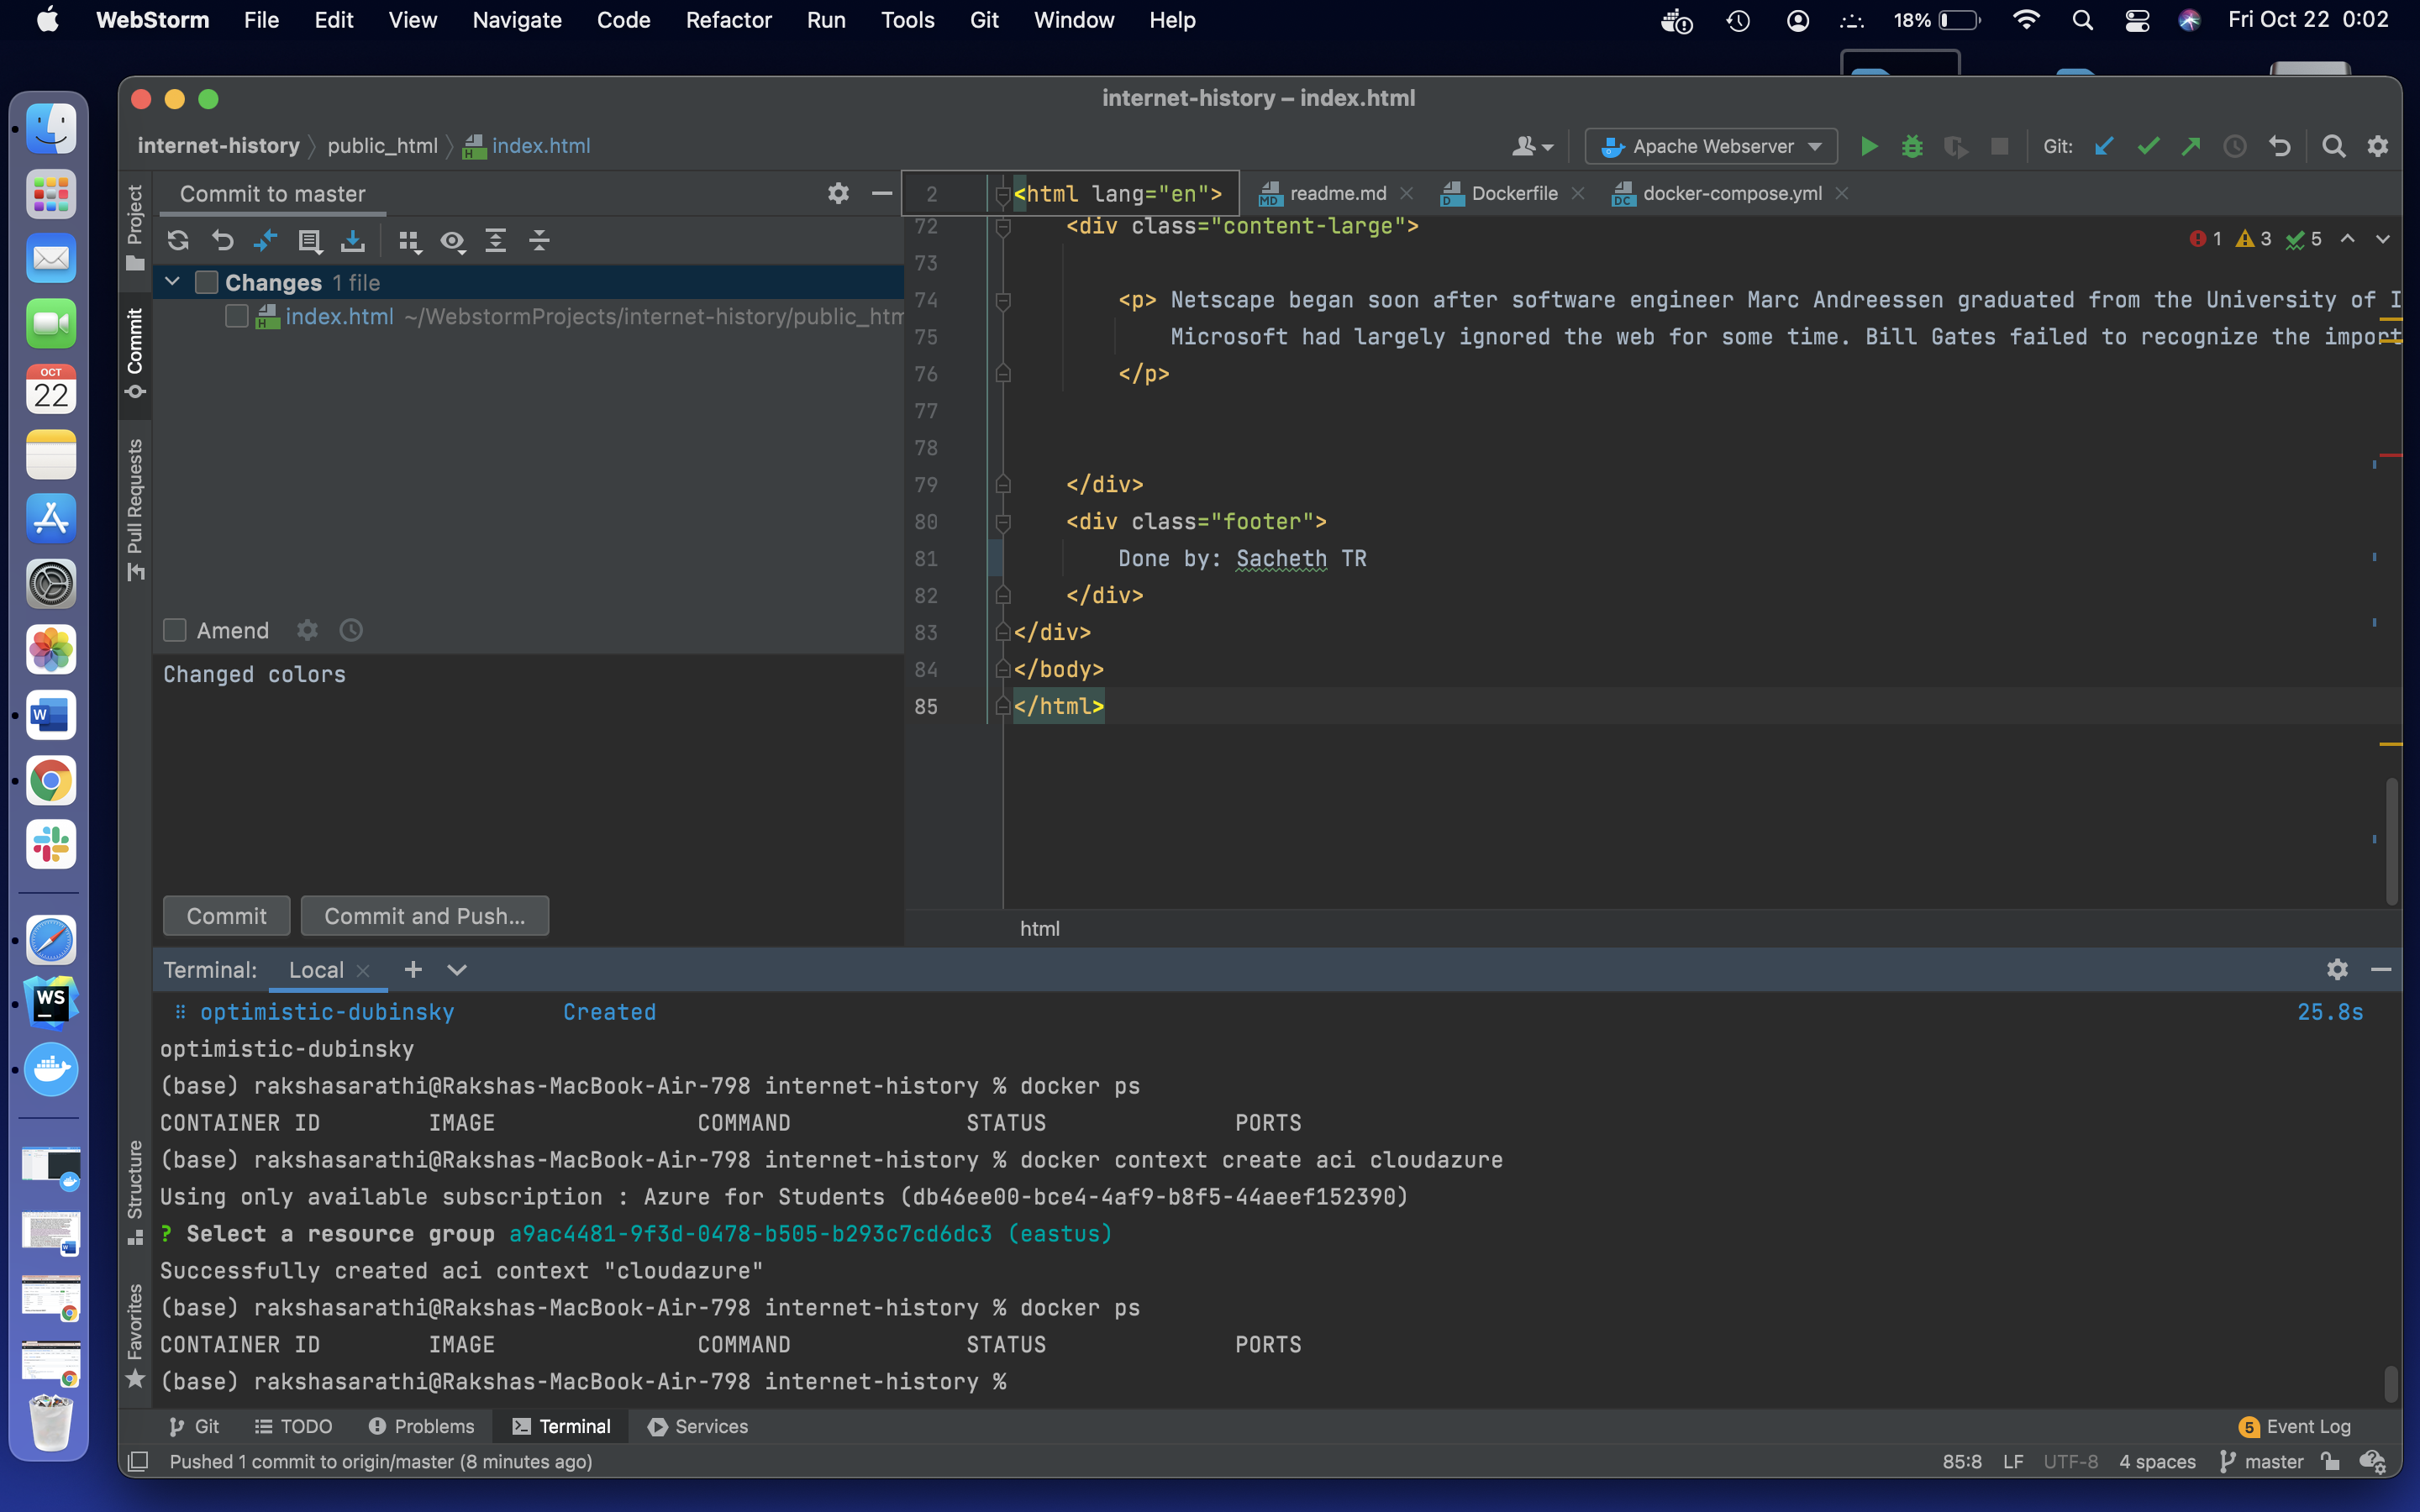 WebStorm File Edit View Navigate Code Refactor Run Tools Git Window Help 18% Fri Oct 22 0:02
internet-history – index.html
internet-history public_html index.html Apache Webserver Git:
Commit to master
2 <html lang="en"> readme.md Dockerfile docker-compose.yml
Project
Commit
Pull Requests
Structure
Favorites
Changes 1 file
index.html ~/WebstormProjects/internet-history/public_htm
Amend
Changed colors
Commit Commit and Push...
1 3 5
72 <div class="content-large">
73
74 <p> Netscape began soon after software engineer Marc Andreessen graduated from the University of I
75 Microsoft had largely ignored the web for some time. Bill Gates failed to recognize the import
76 </p>
77
78
79 </div>
80 <div class="footer">
81 Done by: Sacheth TR
82 </div>
83 </div>
84 </body>
85 </html>
html
Terminal: Local
optimistic-dubinsky Created 25.8s
optimistic-dubinsky
(base) rakshasarathi@Rakshas-MacBook-Air-798 internet-history % docker ps
CONTAINER ID IMAGE COMMAND STATUS PORTS
(base) rakshasarathi@Rakshas-MacBook-Air-798 internet-history % docker context create aci cloudazure
Using only available subscription : Azure for Students (db46ee00-bce4-4af9-b8f5-44aeef152390)
? Select a resource group a9ac4481-9f3d-0478-b505-b293c7cd6dc3 (eastus)
Successfully created aci context "cloudazure"
(base) rakshasarathi@Rakshas-MacBook-Air-798 internet-history % docker ps
CONTAINER ID IMAGE COMMAND STATUS PORTS
(base) rakshasarathi@Rakshas-MacBook-Air-798 internet-history %
Git TODO Problems Terminal Services 5 Event Log
Pushed 1 commit to origin/master (8 minutes ago) 85:8 LF UTF-8 4 spaces master
OCT
22
W
WS